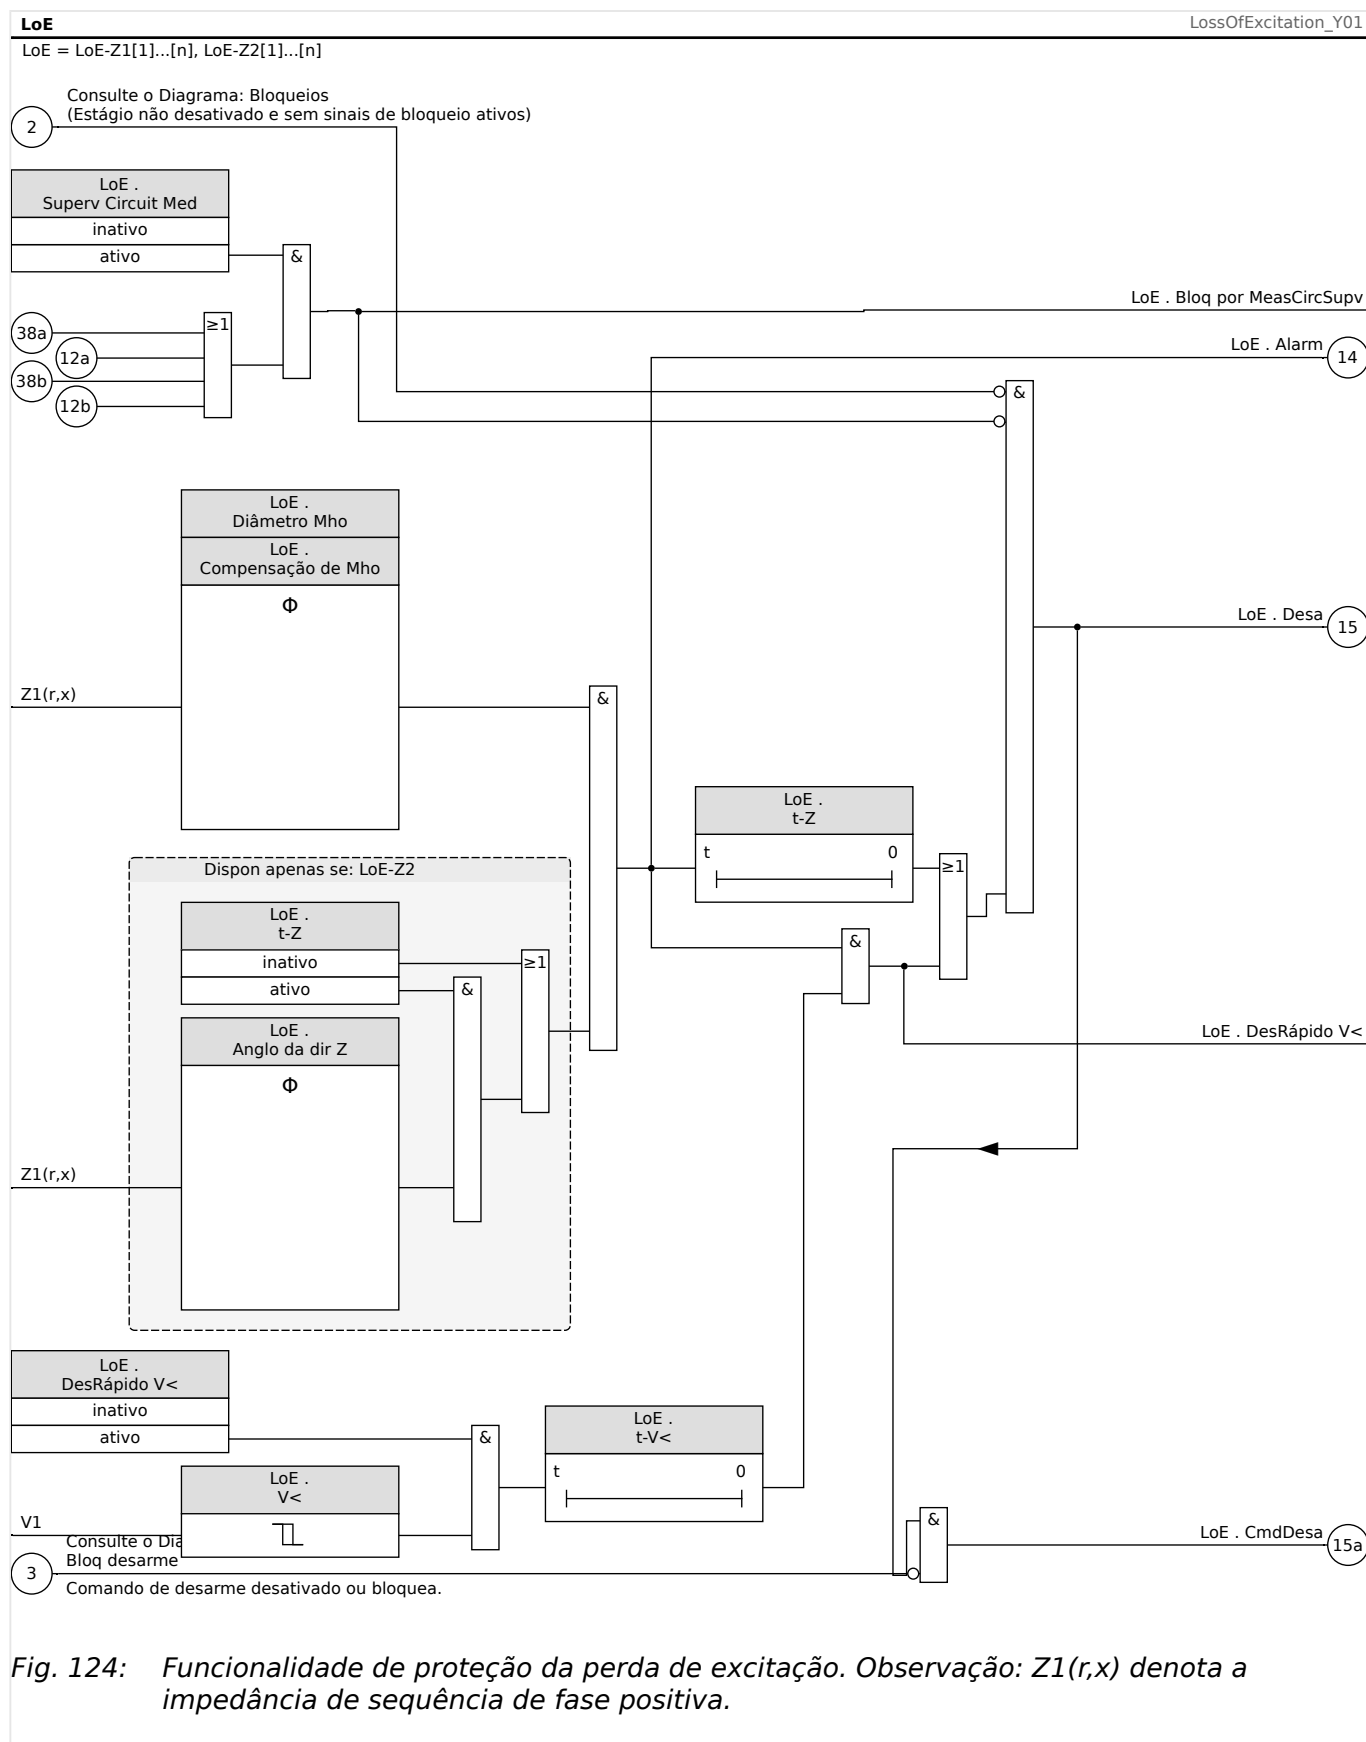 LoE
LossOfExcitation_Y01
LoE = LoE-Z1[1]...[n], LoE-Z2[1]...[n]
Consulte o Diagrama: Bloqueios
(Estágio não desativado e sem sinais de bloqueio ativos)
2
LoE .
Superv Circuit Med
inativo
ativo
&
LoE . Bloq por MeasCircSupv
38a
≥1
12a
38b
12b
LoE . Alarm
14
&
LoE .
Diâmetro Mho
LoE .
Compensação de Mho
Φ
LoE . Desa
15
Z1(r,x)
&
LoE .
t-Z
t
0
≥1
Dispon apenas se: LoE-Z2
LoE .
t-Z
inativo
ativo
≥1
&
&
LoE .
Anglo da dir Z
Φ
LoE . DesRápido V<
Z1(r,x)
LoE .
DesRápido V<
inativo
ativo
&
LoE .
t-V<
t
0
LoE .
V<
V1
Consulte o Dia
Bloq desarme
3
Comando de desarme desativado ou bloquea.
&
LoE . CmdDesa
15a
Fig. 124: Funcionalidade de proteção da perda de excitação. Observação: Z1(r,x) denota a
impedância de sequência de fase positiva.